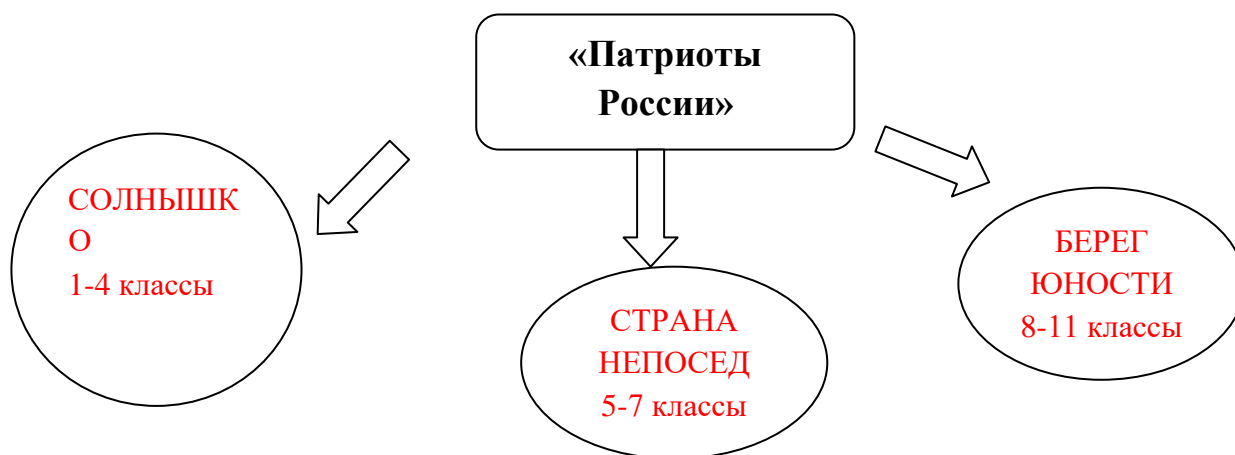 «Патриоты
России»
СОЛНЫШК
О
1-4 классы
СТРАНА
НЕПОСЕД
5-7 классы
БЕРЕГ
ЮНОСТИ
8-11 классы